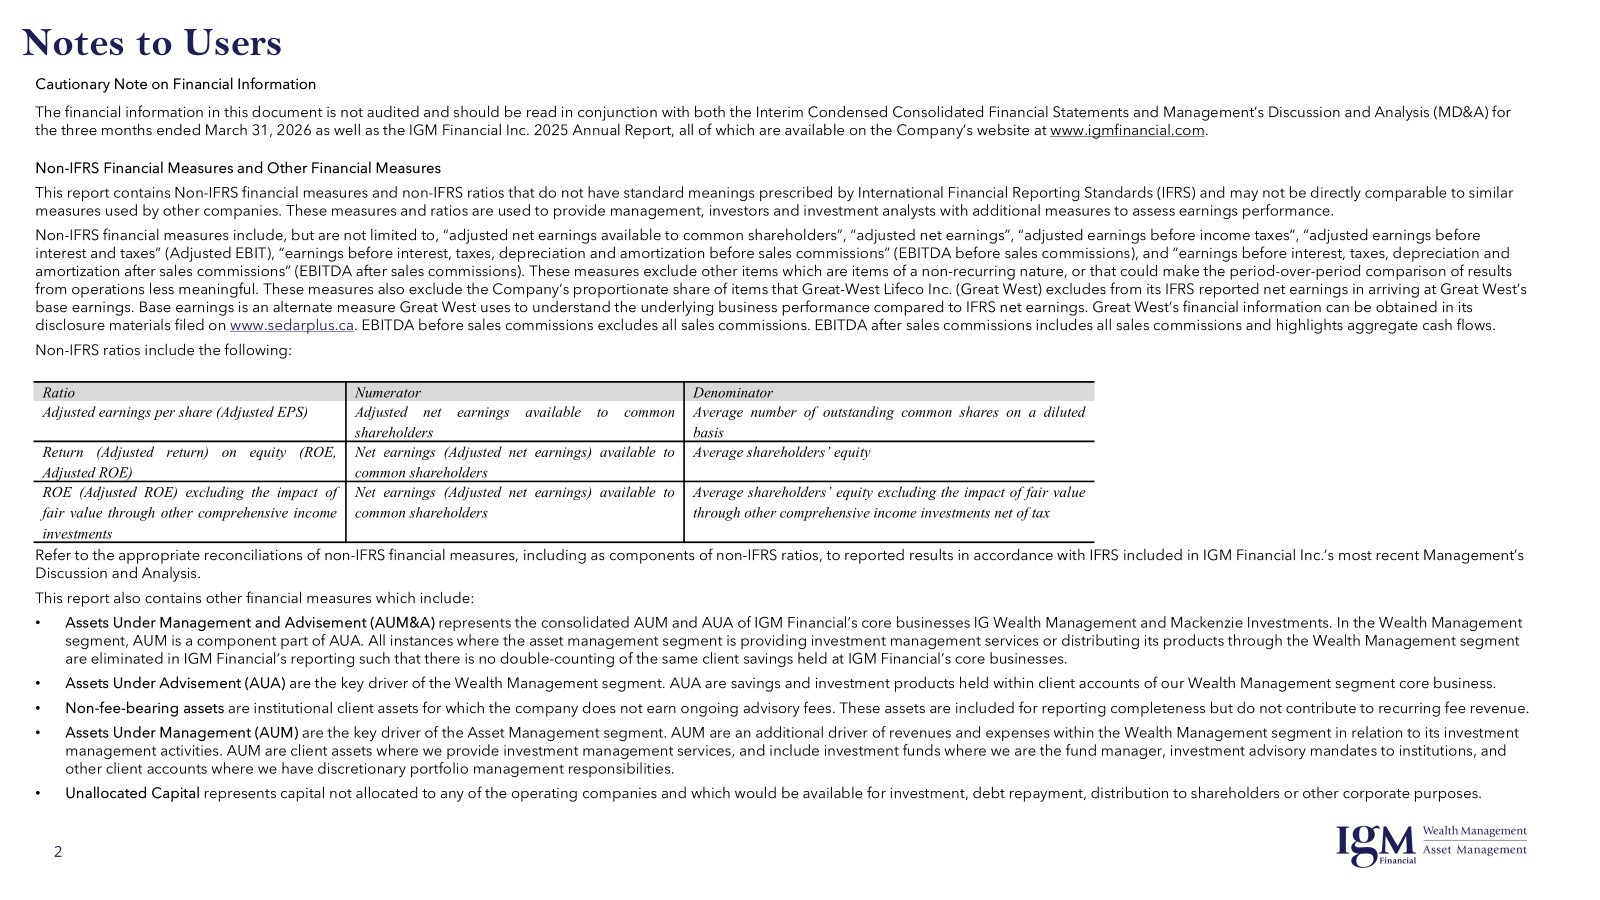 Notes to Users
Cautionary Note on Financial Information
The financial information in this document is not audited and should be read in conjunction with both the Interim Condensed Consolidated Financial Statements and Management's Discussion and Analysis (MD&A) for
the three months ended March 31, 2026 as well as the IGM Financial Inc. 2025 Annual Report, all of which are available on the Company's website at www.igmfinancial.com.
Non-IFRS Financial Measures and Other Financial Measures
This report contains Non-IFRS financial measures and non-IFRS ratios that do not have standard meanings prescribed by International Financial Reporting Standards (IFRS) and may not be directly comparable to similar
measures used by other companies. These measures and ratios are used to provide management, investors and investment analysts with additional measures to assess earnings performance.
Non-IFRS financial measures include, but are not limited to, “adjusted net earnings available to common shareholders”, “adjusted net earnings”, “adjusted earnings before income taxes”, “adjusted earnings before
interest and taxes” (Adjusted EBIT), “earnings before interest, taxes, depreciation and amortization before sales commissions” (EBITDA before sales commissions), and “earnings before interest, taxes, depreciation and
amortization after sales commissions” (EBITDA after sales commissions). These measures exclude other items which are items of a non-recurring nature, or that could make the period-over-period comparison of results
from operations less meaningful. These measures also exclude the Company's proportionate share of items that Great-West Lifeco Inc. (Great West) excludes from its IFRS reported net earnings in arriving at Great West's
base earnings. Base earnings is an alternate measure Great West uses to understand the underlying business performance compared to IFRS net earnings. Great West's financial information can be obtained in its
disclosure materials filed on www.sedarplus.ca. EBITDA before sales commissions excludes all sales commissions. EBITDA after sales commissions includes all sales commissions and highlights aggregate cash flows.
Non-IFRS ratios include the following:
Ratio Numerator Denominator
Adjusted earnings per share (Adjusted EPS) Adjusted net earnings available to common Average number of outstanding common shares on a diluted
shareholders basis
Return (Adjusted return) on equity (ROE, Net earnings (Adjusted net earnings) available to Average shareholders' equity
Adjusted ROE) common shareholders
ROE (Adjusted ROE) excluding the impact of Net earnings (Adjusted net earnings) available to Average shareholders' equity excluding the impact of fair value
fair value through other comprehensive income common shareholders through other comprehensive income investments net of tax
investments
Refer to the appropriate reconciliations of non-IFRS financial measures, including as components of non-IFRS ratios, to reported results in accordance with IFRS included in IGM Financial Inc.'s most recent Management's
Discussion and Analysis.
This report also contains other financial measures which include:
• Assets Under Management and Advisement (AUM&A) represents the consolidated AUM and AUA of IGM Financial's core businesses IG Wealth Management and Mackenzie Investments. In the Wealth Management
segment, AUM is a component part of AUA. All instances where the asset management segment is providing investment management services or distributing its products through the Wealth Management segment
are eliminated in IGM Financial's reporting such that there is no double-counting of the same client savings held at IGM Financial's core businesses.
• Assets Under Advisement (AUA) are the key driver of the Wealth Management segment. AUA are savings and investment products held within client accounts of our Wealth Management segment core business.
• Non-fee-bearing assets are institutional client assets for which the company does not earn ongoing advisory fees. These assets are included for reporting completeness but do not contribute to recurring fee revenue.
• Assets Under Management (AUM) are the key driver of the Asset Management segment. AUM are an additional driver of revenues and expenses within the Wealth Management segment in relation to its investment
management activities. AUM are client assets where we provide investment management services, and include investment funds where we are the fund manager, investment advisory mandates to institutions, and
other client accounts where we have discretionary portfolio management responsibilities.
• Unallocated Capital represents capital not allocated to any of the operating companies and which would be available for investment, debt repayment, distribution to shareholders or other corporate purposes.
2
IGM Financial Wealth Management
Asset Management